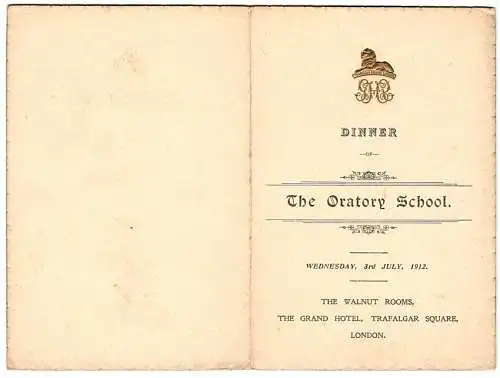 DINNER
—OF—
The Oratory School.
WEDNESDAY, 3rd JULY, 1912.
THE WALNUT ROOMS,
THE GRAND HOTEL, TRAFALGAR SQUARE,
LONDON.